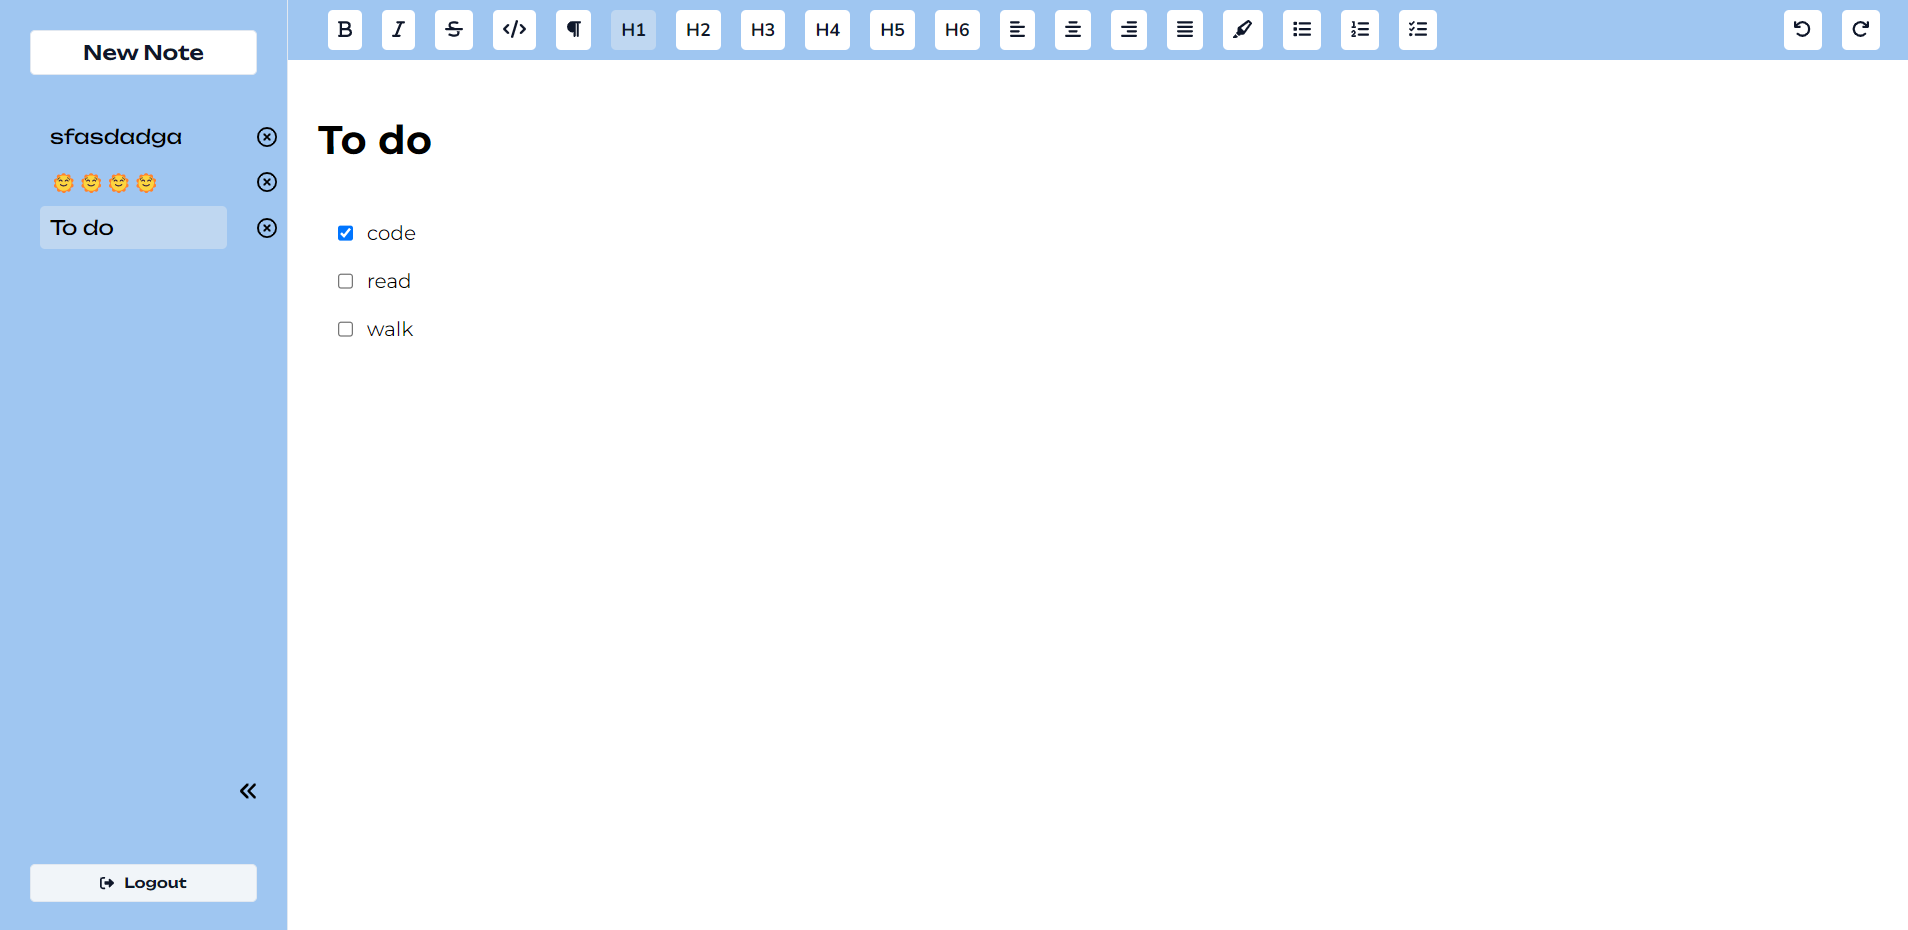 New Note
sfasdadga
🌞🌞🌞🌞
To do
Logout
B I S </> ¶ H1 H2 H3 H4 H5 H6
To do
code
read
walk